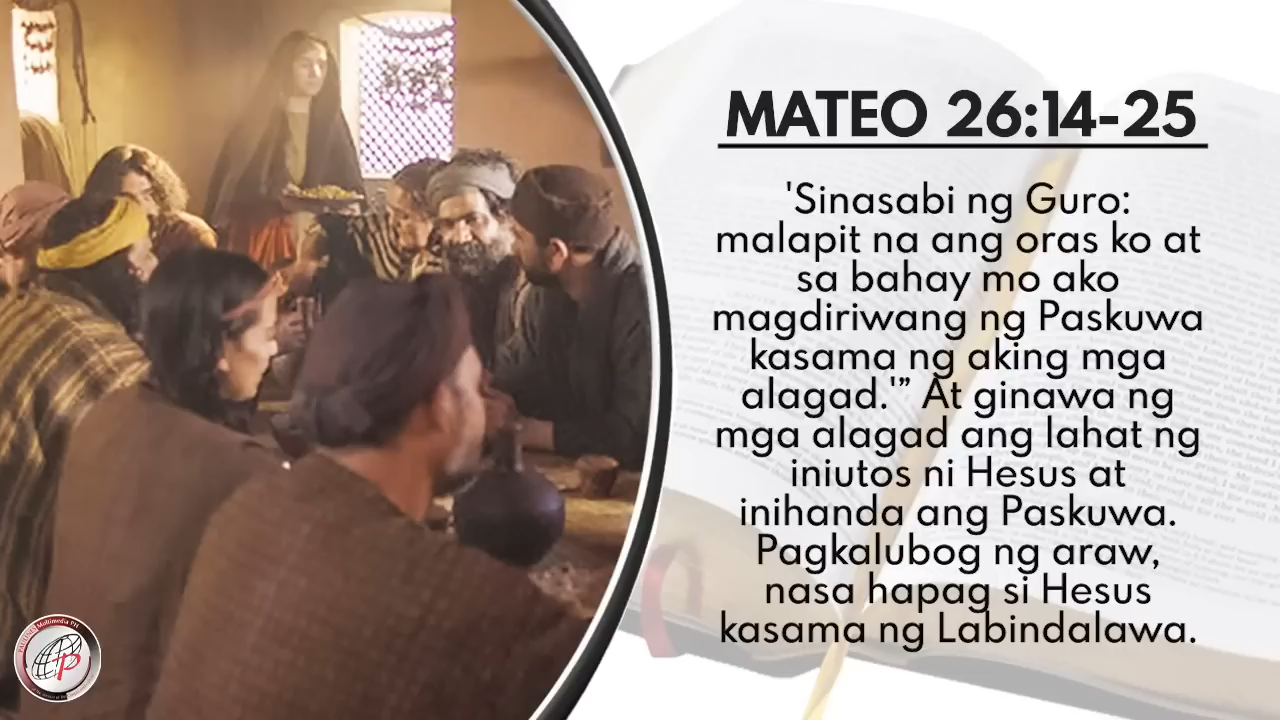 MATEO 26:14-25
'Sinasabi ng Guro:
malapit na ang oras ko at
sa bahay mo ako
magdiriwang ng Paskuwa
kasama ng aking mga
alagad.'” At ginawa ng
mga alagad ang lahat ng
iniutos ni Hesus at
inihanda ang Paskuwa.
Pagkalubog ng araw,
nasa hapag si Hesus
kasama ng Labindalawa.